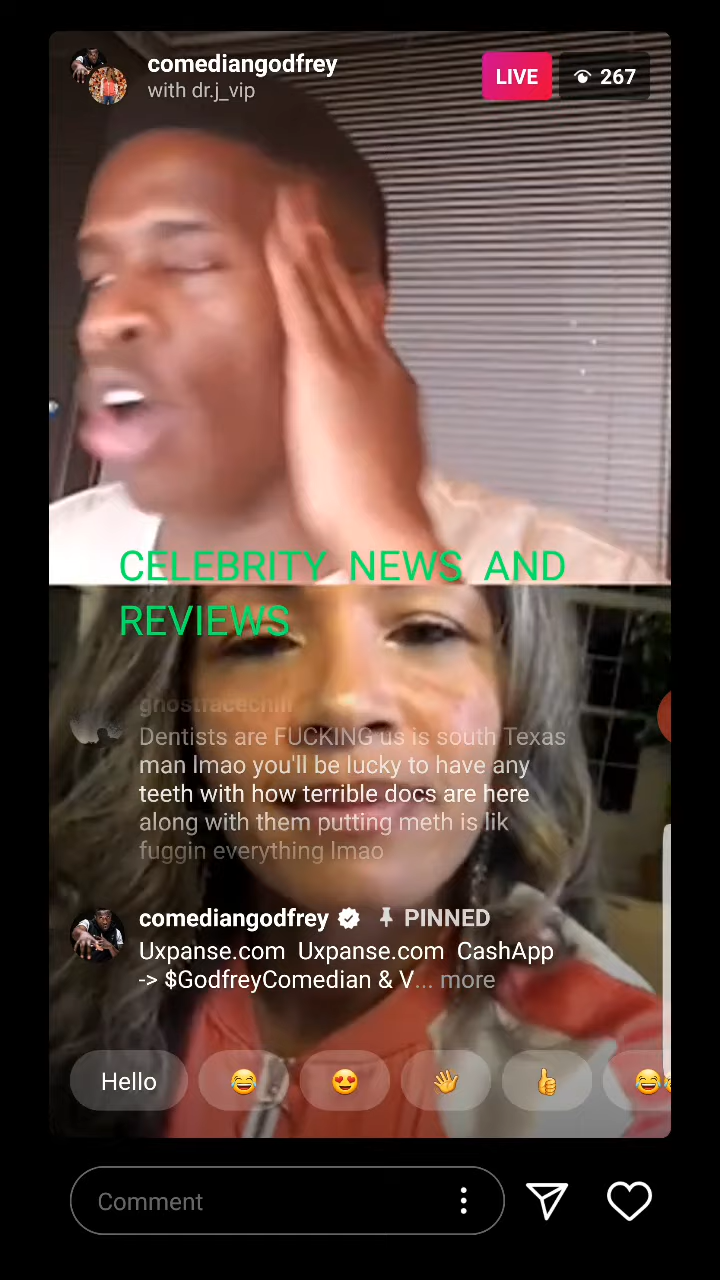 comediangodfrey
with dr.j_vip
LIVE
267
CELEBRITY NEWS AND
REVIEWS
ghostfacechill
Dentists are FUCKING us is south Texas
man lmao you'll be lucky to have any
teeth with how terrible docs are here
along with them putting meth is lik
fuggin everything lmao
comediangodfrey PINNED
Uxpanse.com Uxpanse.com CashApp
-> $GodfreyComedian & V... more
Hello
Comment